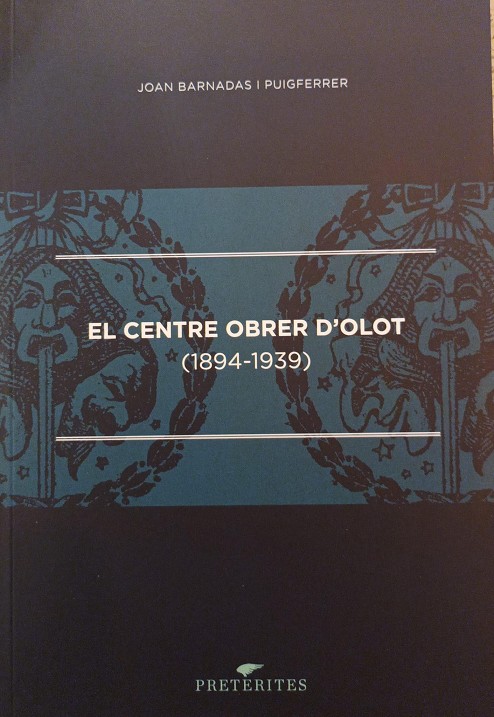 JOAN BARNADAS I PUIGFERRER
EL CENTRE OBRER D'OLOT
(1894-1939)
PRETERITES